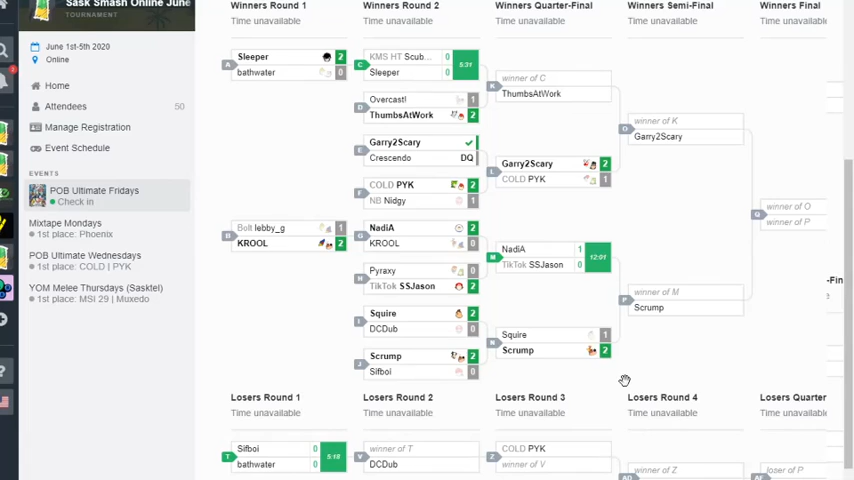 Sask Smash Online June
TOURNAMENT
June 1st-5th 2020
Online
Home
Attendees 50
Manage Registration
Event Schedule
EVENTS
POB Ultimate Fridays
Check in
Mixtape Mondays
1st place: Phoenix
POB Ultimate Wednesdays
1st place: COLD | PYK
YOM Melee Thursdays (Sasktel)
1st place: MSI 29 | Muxedo
Winners Round 1
Time unavailable
A
Sleeper 2
bathwater 0
B
Bolt lebby_g 1
KROOL 2
Winners Round 2
Time unavailable
C
KMS HT Scub... 0
Sleeper 0
5:31
D
Overcast! 1
ThumbsAtWork 2
E
Garry2Scary
Crescendo DQ
F
COLD PYK 2
NB Nidgy 1
G
NadiA 2
KROOL 0
H
Pyraxy 0
TikTok SSJason 2
I
Squire 2
DCDub 0
J
Scrump 2
Sifboi 0
Winners Quarter-Final
Time unavailable
K
winner of C
ThumbsAtWork
L
Garry2Scary 2
COLD PYK 1
M
NadiA 1
TikTok SSJason 0
12:01
N
Squire 1
Scrump 2
Winners Semi-Final
Time unavailable
O
winner of K
Garry2Scary
P
winner of M
Scrump
Winners Final
Time unavailable
Q
winner of O
winner of P
-Fin
Losers Round 1
Time unavailable
T
Sifboi 0
bathwater 0
5:18
Losers Round 2
Time unavailable
V
winner of T
DCDub
Losers Round 3
Time unavailable
Z
COLD PYK
winner of V
Losers Round 4
Time unavailable
winner of Z
Losers Quarter
Time unavailable
loser of P